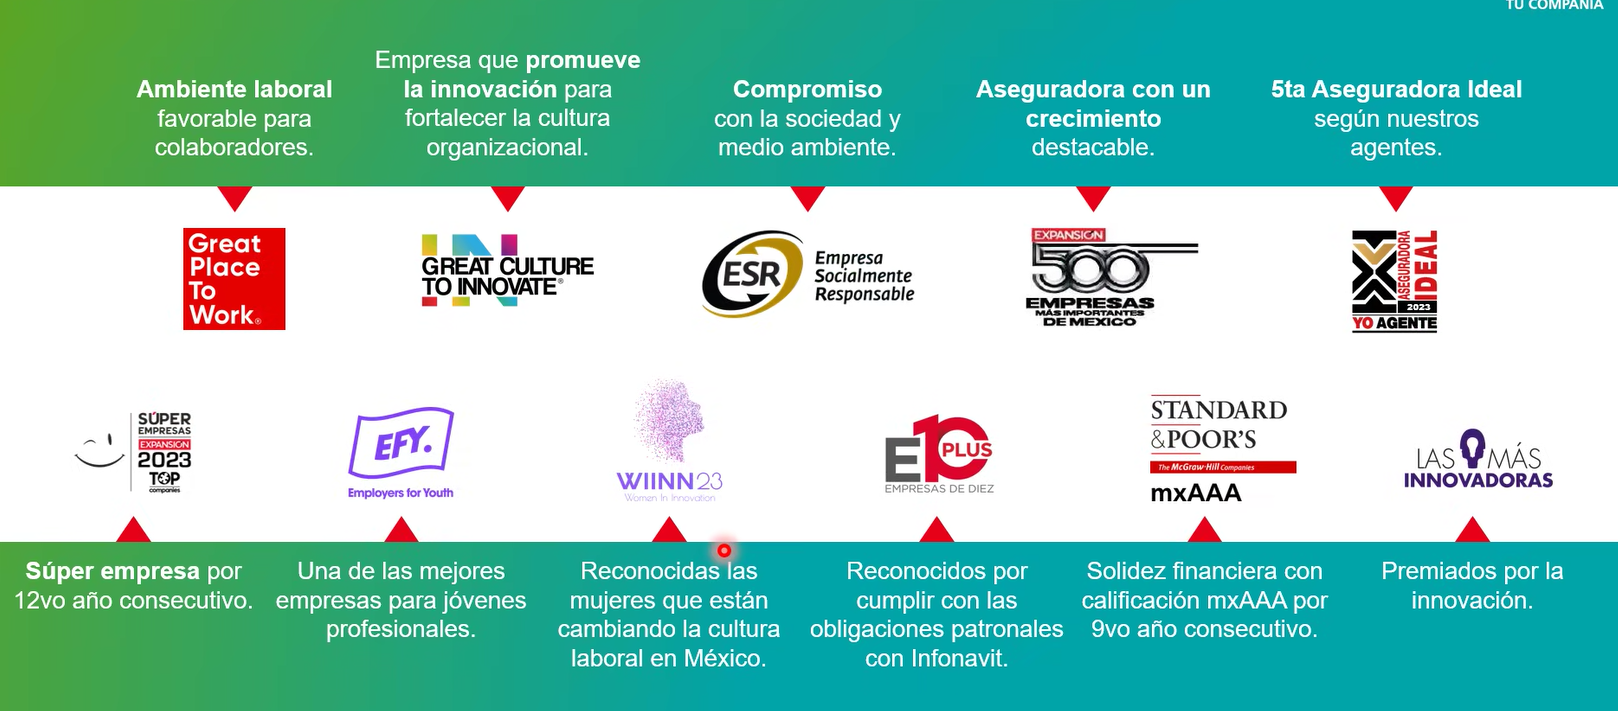 TU COMPAÑÍA
Ambiente laboral
favorable para
colaboradores.
Empresa que promueve
la innovación para
fortalecer la cultura
organizacional.
Compromiso
con la sociedad y
medio ambiente.
Aseguradora con un
crecimiento
destacable.
5ta Aseguradora Ideal
según nuestros
agentes.
Great
Place
To
Work®
IN
GREAT CULTURE
TO INNOVATE®
ESR
Empresa
Socialmente
Responsable
EXPANSIÓN
500
EMPRESAS
MÁS IMPORTANTES
DE MÉXICO
ASEGURADORA
IDEAL
2023
YO AGENTE
SÚPER
EMPRESAS
EXPANSIÓN
2023
TOP
companies
EFY.
Employers for Youth
WIINN23
Women In Innovation
E10
PLUS
EMPRESAS DE DIEZ
STANDARD
&POOR'S
The McGraw-Hill Companies
mxAAA
LAS MÁS
INNOVADORAS
Súper empresa por
12vo año consecutivo.
Una de las mejores
empresas para jóvenes
profesionales.
Reconocidas las
mujeres que están
cambiando la cultura
laboral en México.
Reconocidos por
cumplir con las
obligaciones patronales
con Infonavit.
Solidez financiera con
calificación mxAAA por
9vo año consecutivo.
Premiados por la
innovación.